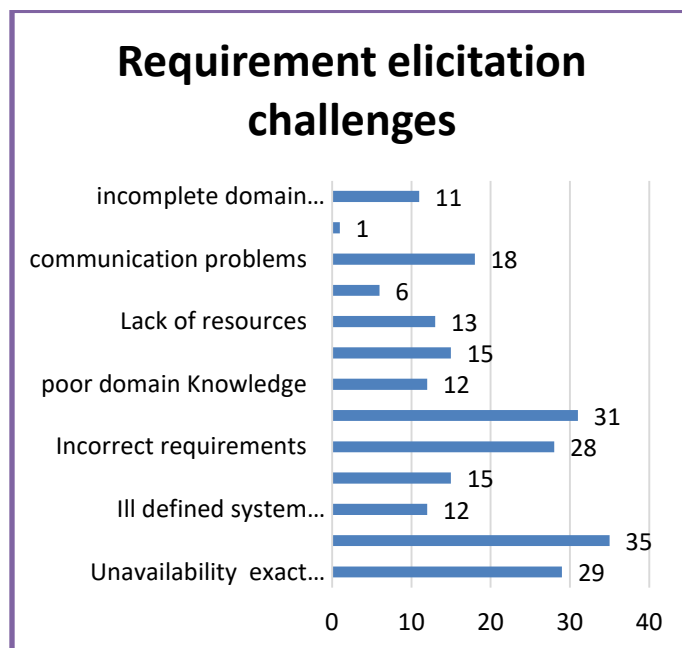 Requirement elicitation
challenges
incomplete domain... 11
1
communication problems 18
6
Lack of resources 13
15
poor domain Knowledge 12
31
Incorrect requirements 28
15
Ill defined system... 12
35
Unavailability exact... 29
0 10 20 30 40